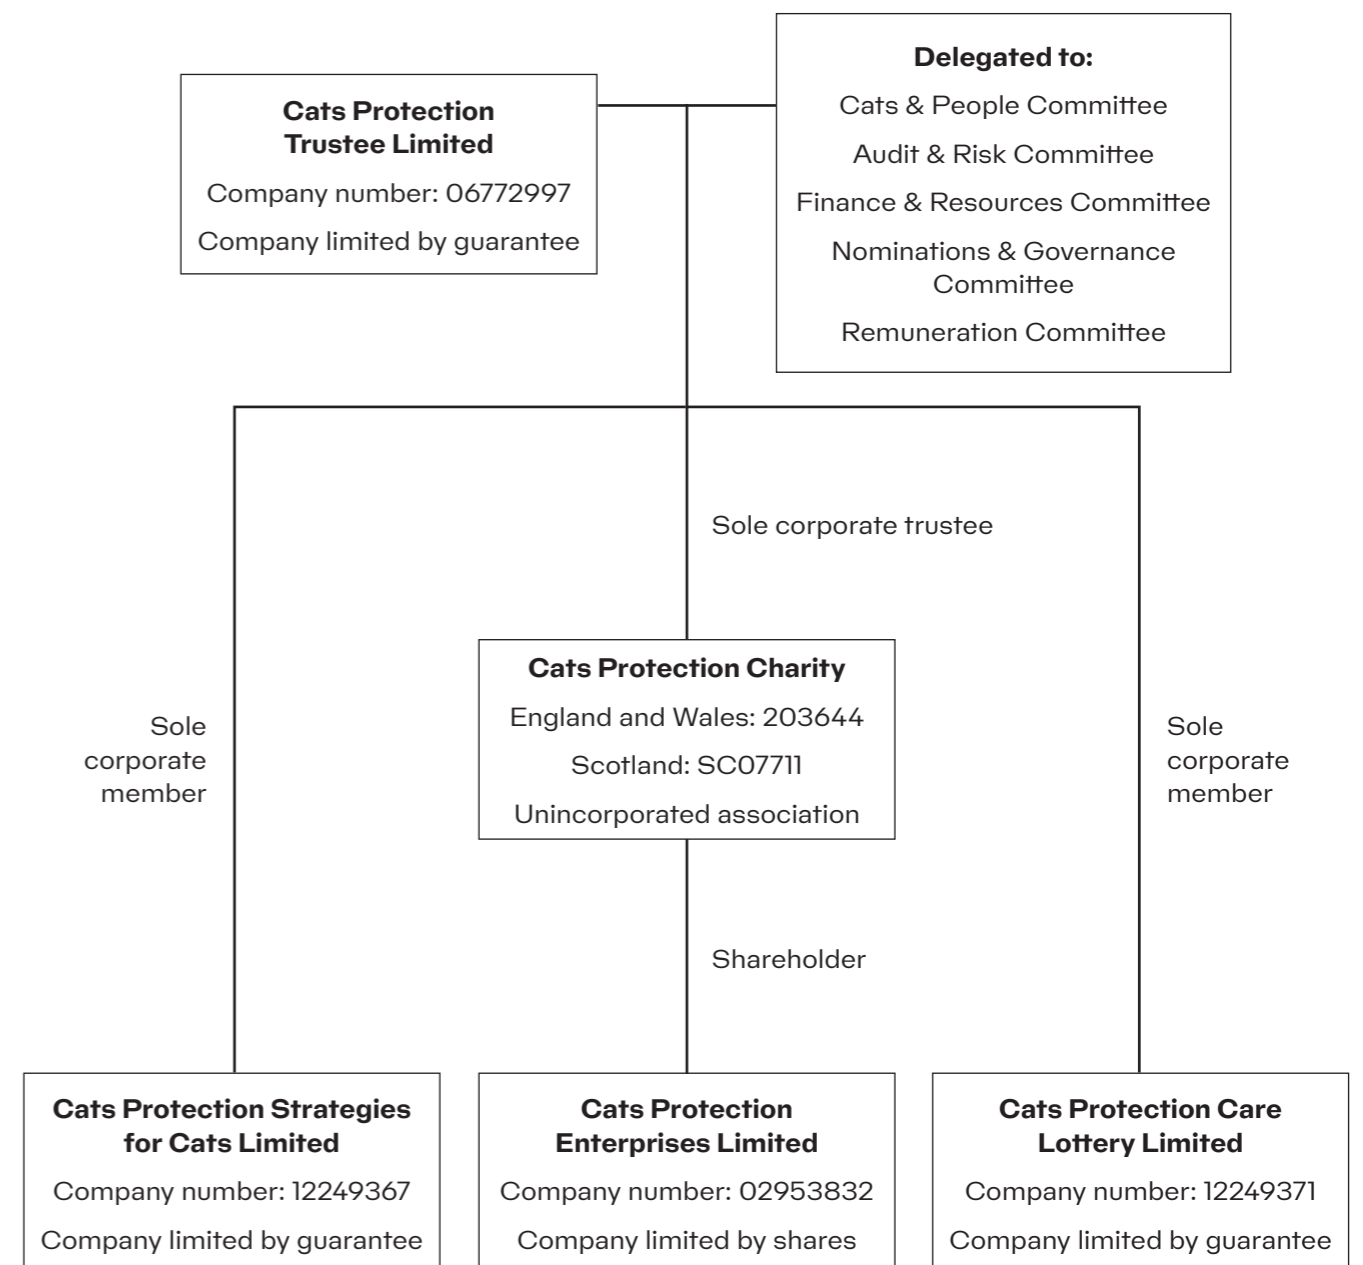 Cats Protection
Trustee Limited
Company number: 06772997
Company limited by guarantee
Delegated to:
Cats & People Committee
Audit & Risk Committee
Finance & Resources Committee
Nominations & Governance
Committee
Remuneration Committee
Sole corporate trustee
Cats Protection Charity
England and Wales: 203644
Scotland: SC07711
Unincorporated association
Sole
corporate
member
Sole
corporate
member
Shareholder
Cats Protection Strategies
for Cats Limited
Company number: 12249367
Company limited by guarantee
Cats Protection
Enterprises Limited
Company number: 02953832
Company limited by shares
Cats Protection Care
Lottery Limited
Company number: 12249371
Company limited by guarantee